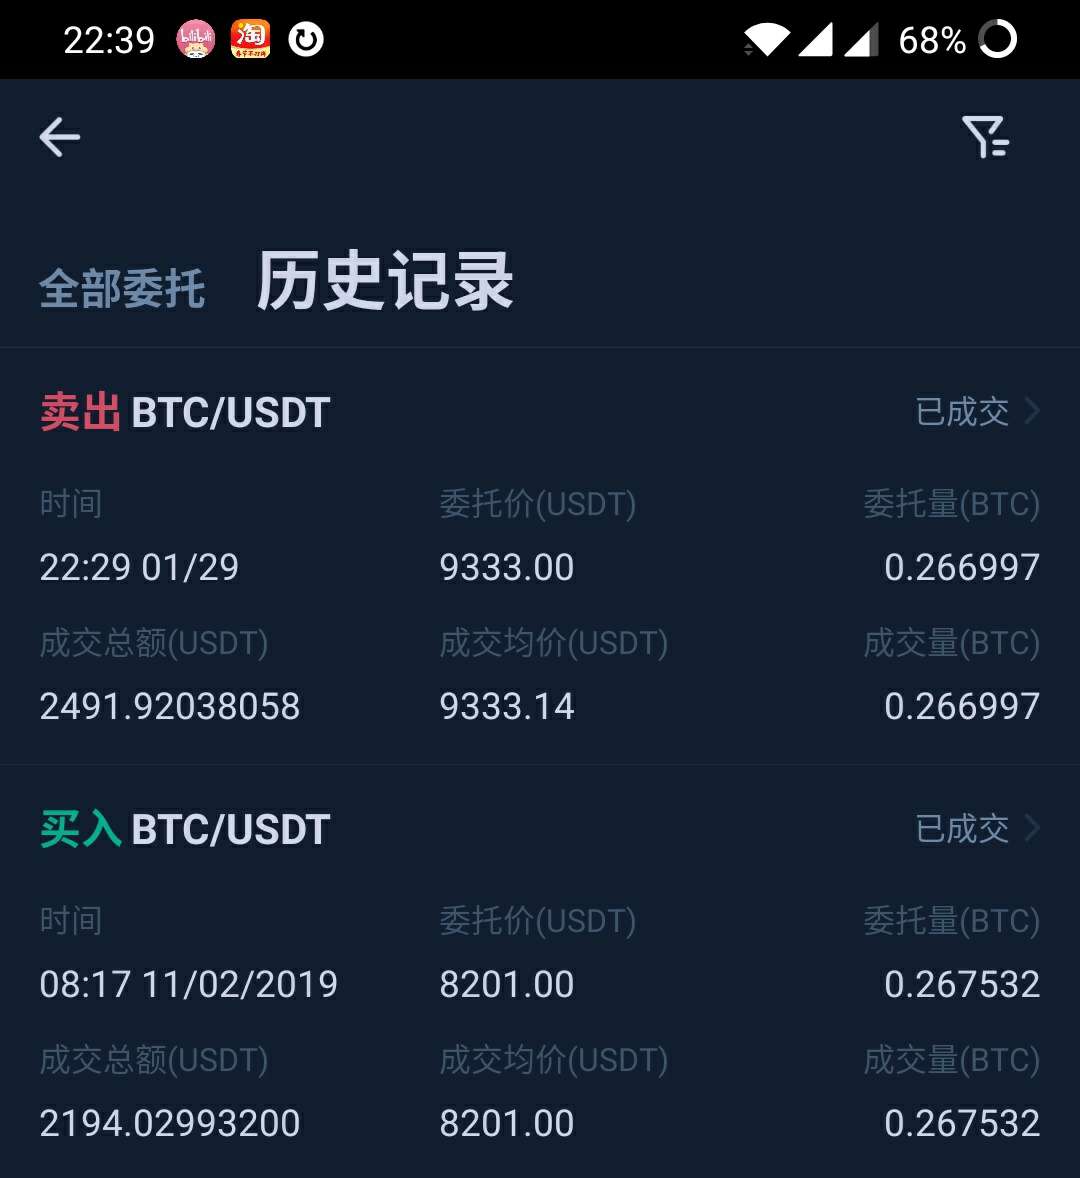 22:39 bilibili 淘 68%
全部委托 历史记录
卖出 BTC/USDT 已成交
时间 委托价(USDT) 委托量(BTC)
22:29 01/29 9333.00 0.266997
成交总额(USDT) 成交均价(USDT) 成交量(BTC)
2491.92038058 9333.14 0.266997
买入 BTC/USDT 已成交
时间 委托价(USDT) 委托量(BTC)
08:17 11/02/2019 8201.00 0.267532
成交总额(USDT) 成交均价(USDT) 成交量(BTC)
2194.02993200 8201.00 0.267532